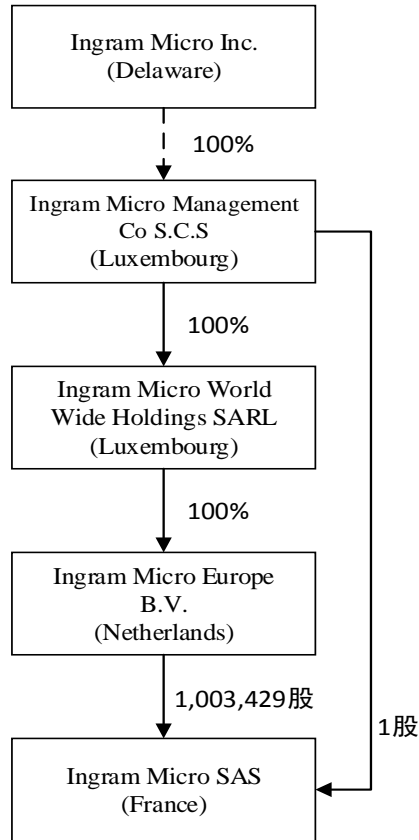 Ingram Micro Inc.
(Delaware)
100%
Ingram Micro Management
Co S.C.S
(Luxembourg)
100%
Ingram Micro World
Wide Holdings SARL
(Luxembourg)
100%
Ingram Micro Europe
B.V.
(Netherlands)
1,003,429股
1股
Ingram Micro SAS
(France)